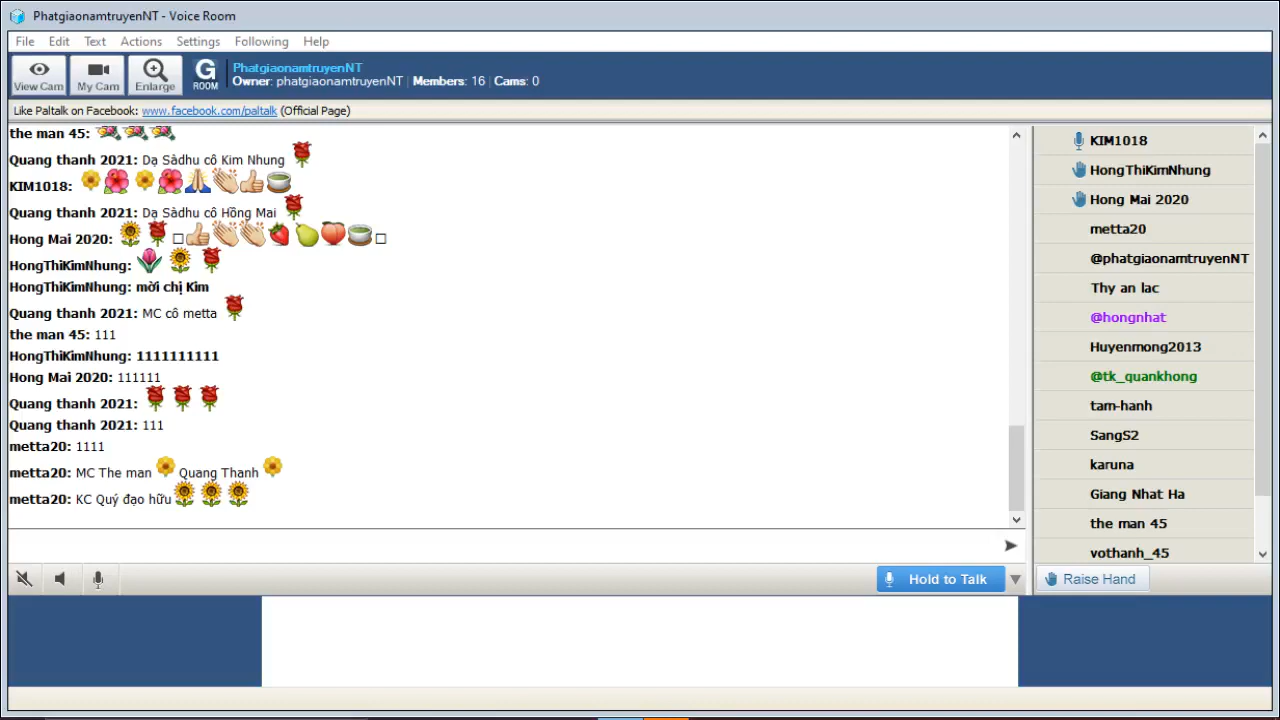 PhatgiaonamtruyenNT - Voice Room
File Edit Text Actions Settings Following Help
View Cam My Cam Enlarge G ROOM
PhatgiaonamtruyenNT
Owner: phatgiaonamtruyenNT | Members: 16 | Cams: 0
Like Paltalk on Facebook: www.facebook.com/paltalk (Official Page)
the man 45:
Quang thanh 2021: Dạ Sàdhu cô Kim Nhung
KIM1018:
Quang thanh 2021: Dạ Sàdhu cô Hồng Mai
Hong Mai 2020:
HongThiKimNhung:
HongThiKimNhung: mời chị Kim
Quang thanh 2021: MC cô metta
the man 45: 111
HongThiKimNhung: 1111111111
Hong Mai 2020: 111111
Quang thanh 2021:
Quang thanh 2021: 111
metta20: 1111
metta20: MC The man Quang Thanh
metta20: KC Quý đạo hữu
KIM1018
HongThiKimNhung
Hong Mai 2020
metta20
@phatgiaonamtruyenNT
Thy an lac
@hongnhat
Huyenmong2013
@tk_quankhong
tam-hanh
SangS2
karuna
Giang Nhat Ha
the man 45
vothanh_45
Hold to Talk
Raise Hand